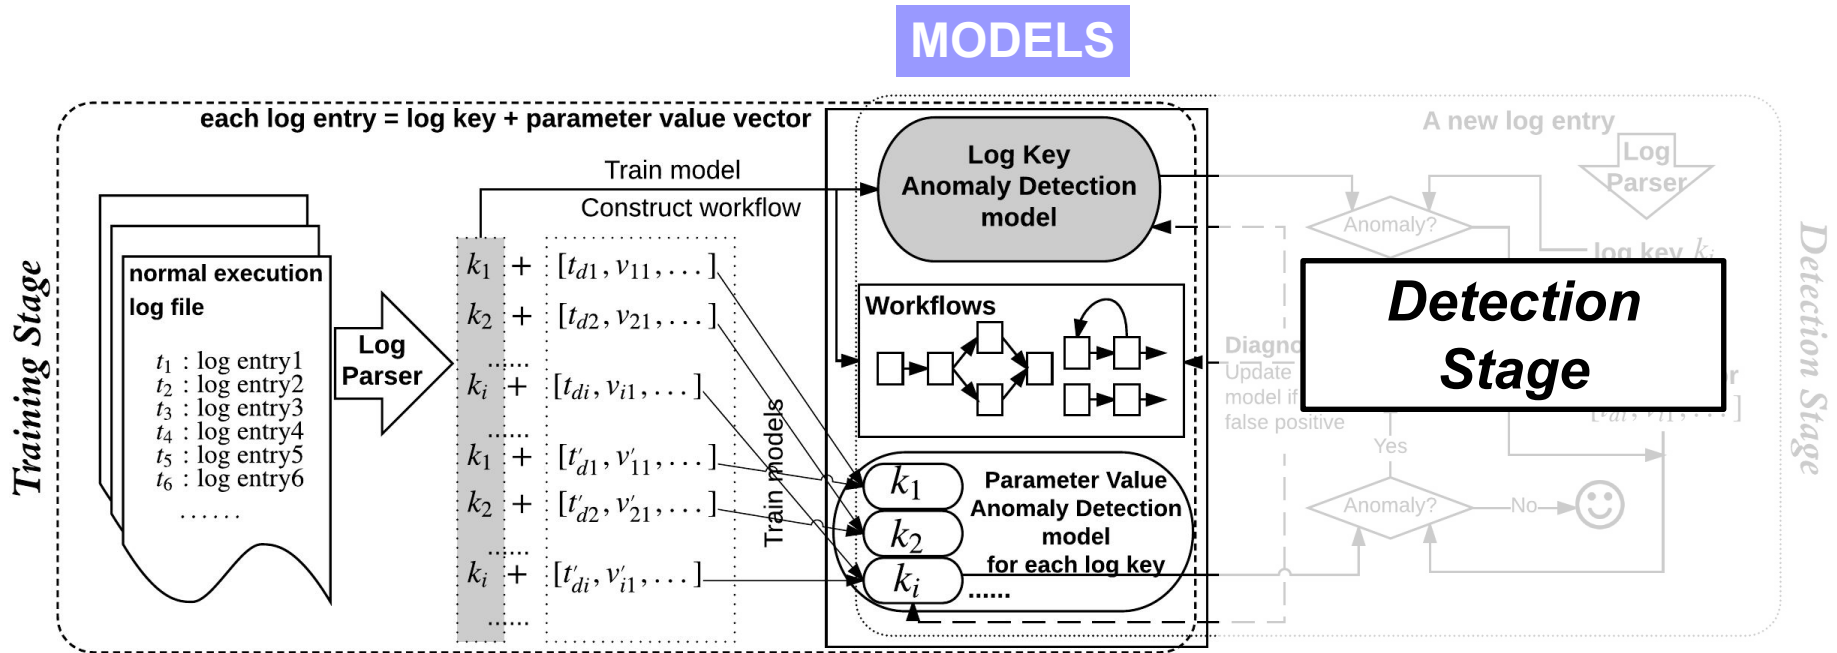 MODELS
each log entry = log key + parameter value vector
Training Stage
normal execution
log file
t1 : log entry1
t2 : log entry2
t3 : log entry3
t4 : log entry4
t5 : log entry5
t6 : log entry6
......
Log
Parser
Train model
Construct workflow
k1 + [td1, v11, ...]
k2 + [td2, v21, ...]
......
ki + [tdi, vi1, ...]
......
k1 + [t'd1, v'11, ...]
k2 + [t'd2, v'21, ...]
......
ki + [t'di, v'i1, ...]
......
Train models
Log Key
Anomaly Detection
model
Workflows
k1
k2
ki
Parameter Value
Anomaly Detection
model
for each log key
......
A new log entry
Log
Parser
Anomaly?
log key ki
Detection
Stage
Update
model if
false positive
Yes
Anomaly?
No
Detection Stage